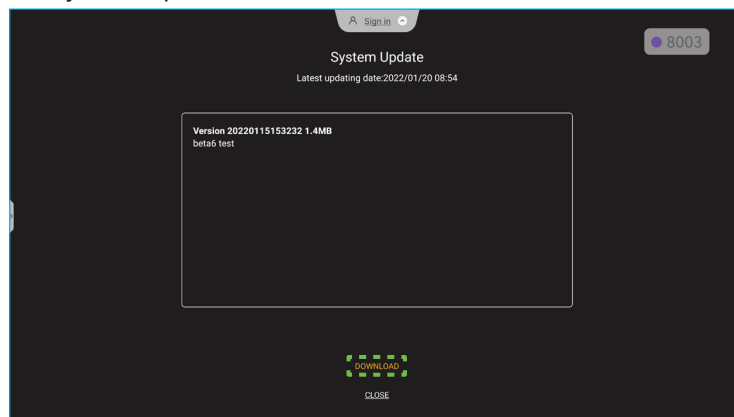 Sign in
8003
System Update
Latest updating date:2022/01/20 08:54
Version 20220115153232 1.4MB
beta6 test
DOWNLOAD
CLOSE